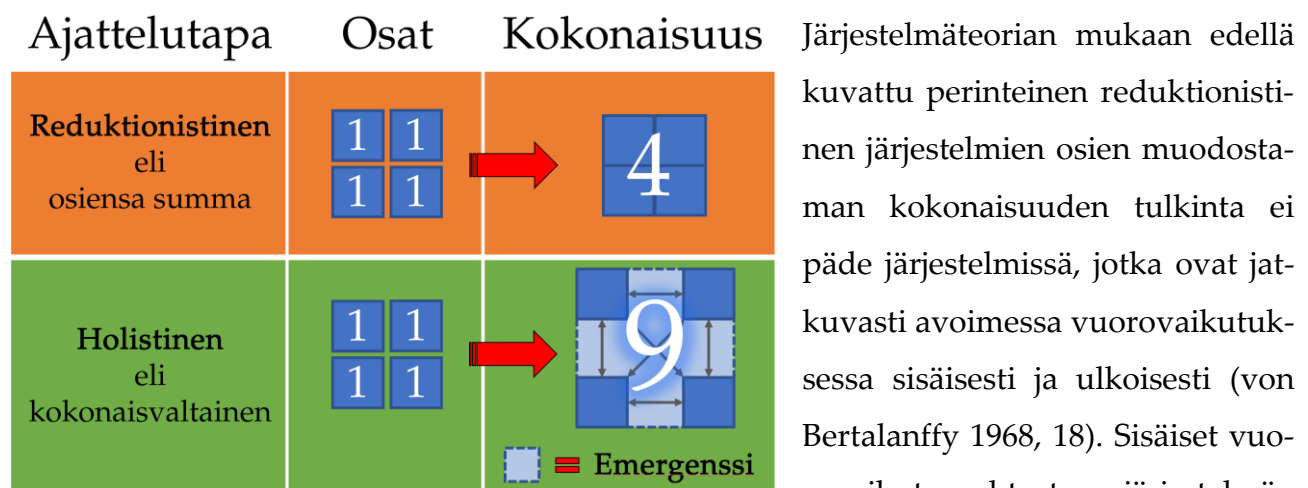 Ajattelutapa Osat Kokonaisuus
Reduktionistinen
eli
osiensa summa
1 1
1 1
4
Holistinen
eli
kokonaisvaltainen
1 1
1 1
9
= Emergenssi
Järjestelmäteorian mukaan edellä
kuvattu perinteinen reduktionisti-
nen järjestelmien osien muodosta-
man kokonaisuuden tulkinta ei
päde järjestelmissä, jotka ovat jat-
kuvasti avoimessa vuorovaikutuk-
sessa sisäisesti ja ulkoisesti (von
Bertalanffy 1968, 18). Sisäiset vuo-